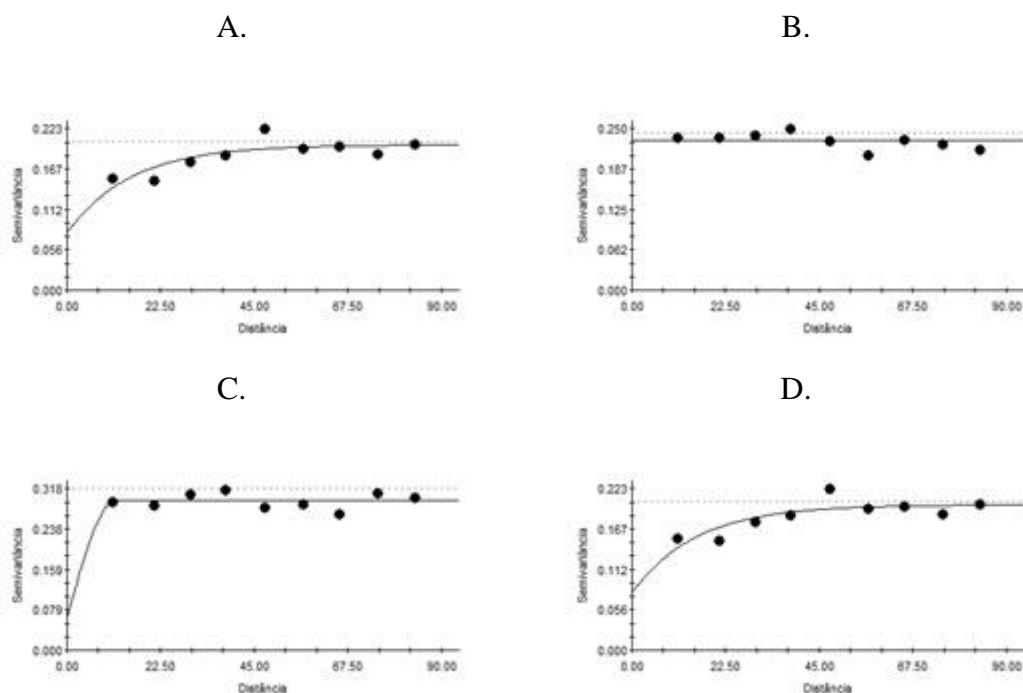 A.
B.
0.223
0.167
0.112
0.056
0.000
Semivariância
0.00 22.50 45.00 67.50 90.00
Distância
0.250
0.187
0.125
0.062
0.000
Semivariância
0.00 22.50 45.00 67.50 90.00
Distância
C.
D.
0.318
0.238
0.159
0.079
0.000
Semivariância
0.00 22.50 45.00 67.50 90.00
Distância
0.223
0.167
0.112
0.056
0.000
Semivariância
0.00 22.50 45.00 67.50 90.00
Distância